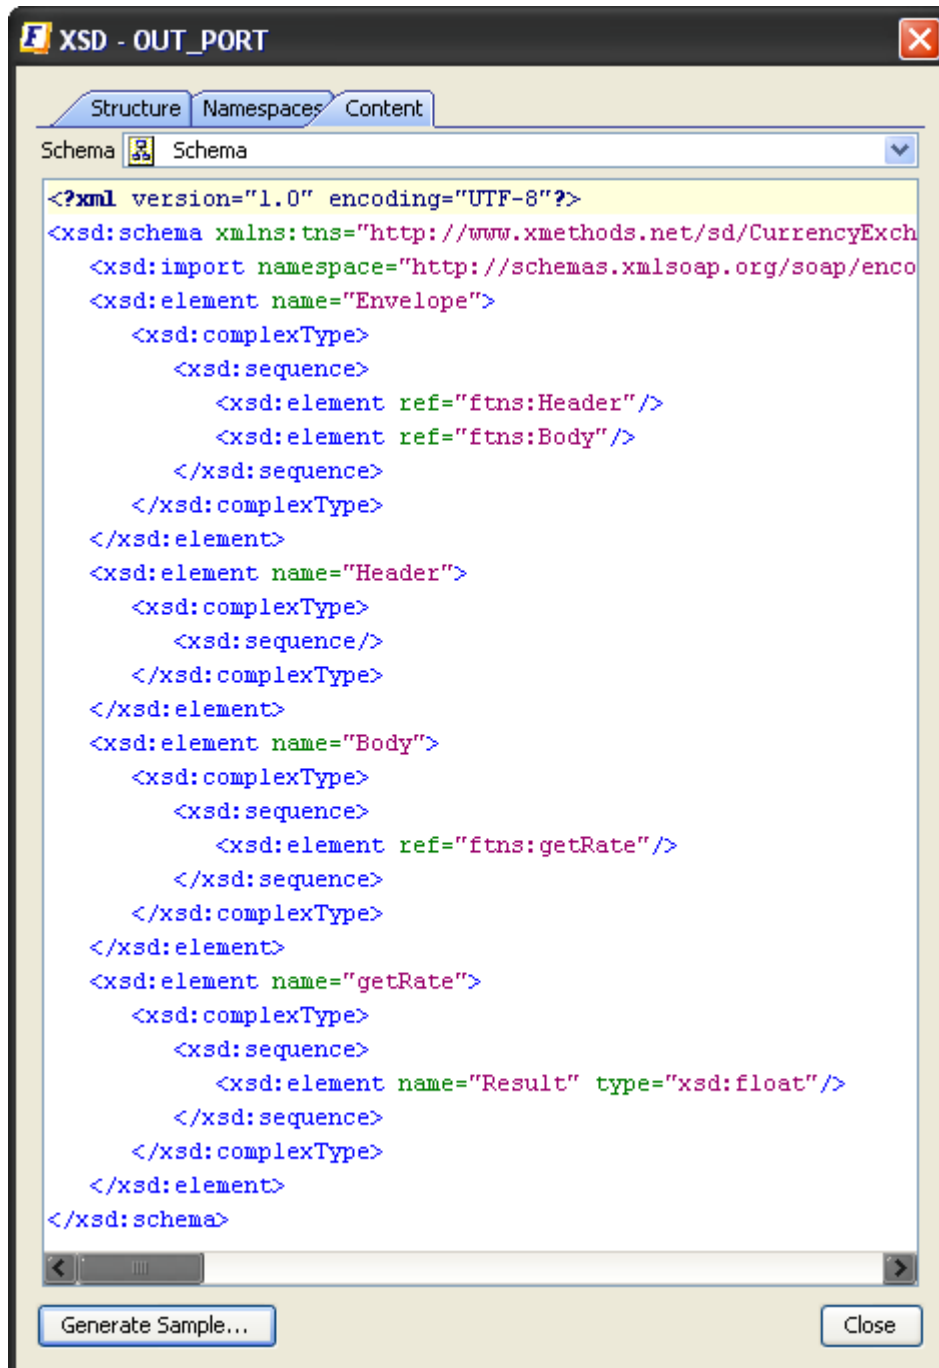 XSD - OUT_PORT
Structure Namespaces Content
Schema Schema
<?xml version="1.0" encoding="UTF-8"?>
<xsd:schema xmlns:tns="http://www.xmethods.net/sd/CurrencyExch
<xsd:import namespace="http://schemas.xmlsoap.org/soap/enco
<xsd:element name="Envelope">
<xsd:complexType>
<xsd:sequence>
<xsd:element ref="ftns:Header"/>
<xsd:element ref="ftns:Body"/>
</xsd:sequence>
</xsd:complexType>
</xsd:element>
<xsd:element name="Header">
<xsd:complexType>
<xsd:sequence/>
</xsd:complexType>
</xsd:element>
<xsd:element name="Body">
<xsd:complexType>
<xsd:sequence>
<xsd:element ref="ftns:getRate"/>
</xsd:sequence>
</xsd:complexType>
</xsd:element>
<xsd:element name="getRate">
<xsd:complexType>
<xsd:sequence>
<xsd:element name="Result" type="xsd:float"/>
</xsd:sequence>
</xsd:complexType>
</xsd:element>
</xsd:schema>
Generate Sample... Close